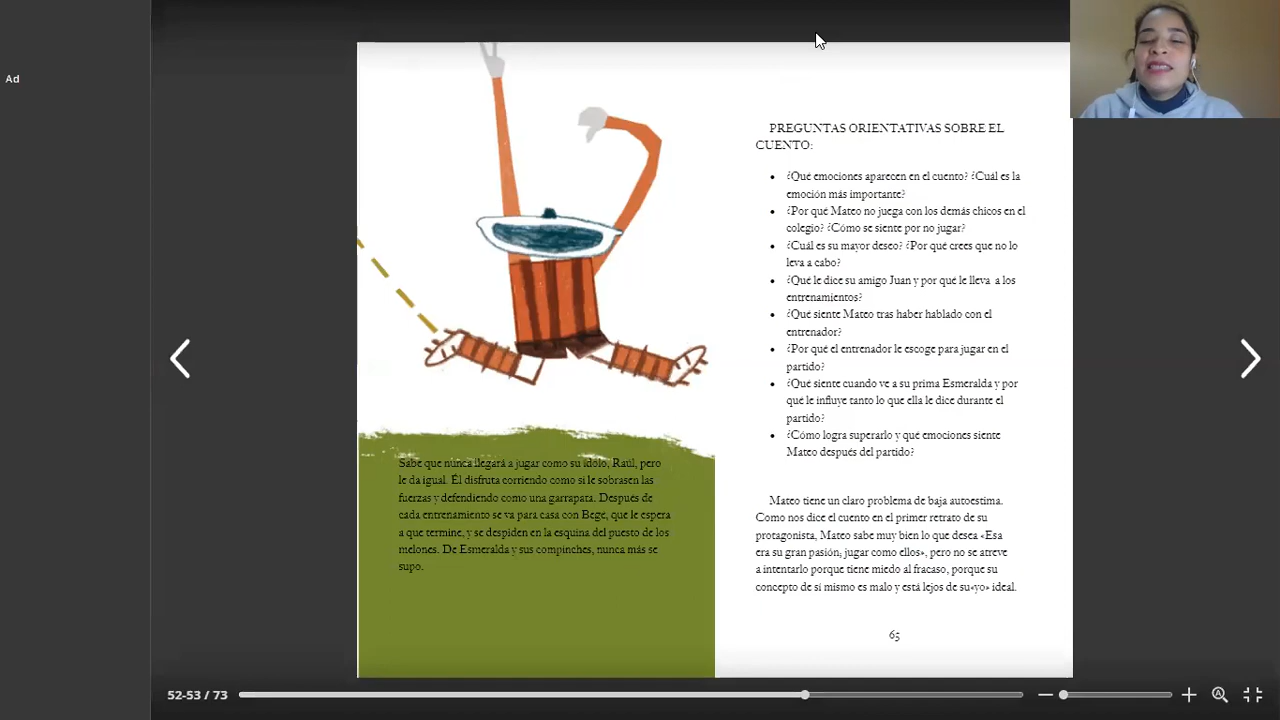 Ad
Sabe que nunca llegará a jugar como su ídolo, Raúl, pero
le da igual. Él disfruta corriendo como si le sobrasen las
fuerzas y defendiendo como una garrapata. Después de
cada entrenamiento se va para casa con Begé, que le espera
a que termine, y se despiden en la esquina del puesto de los
melones. De Esmeralda y sus compinches, nunca más se
supo.
PREGUNTAS ORIENTATIVAS SOBRE EL
CUENTO:
• ¿Qué emociones aparecen en el cuento? ¿Cuál es la
emoción más importante?
• ¿Por qué Mateo no juega con los demás chicos en el
colegio? ¿Cómo se siente por no jugar?
• ¿Cuál es su mayor deseo? ¿Por qué crees que no lo
leva a cabo?
• ¿Qué le dice su amigo Juan y por qué le lleva a los
entrenamientos?
• ¿Qué siente Mateo tras haber hablado con el
entrenador?
• ¿Por qué el entrenador le escoge para jugar en el
partido?
• ¿Qué siente cuando ve a su prima Esmeralda y por
qué le influye tanto lo que ella le dice durante el
partido?
• ¿Cómo logra superarlo y qué emociones siente
Mateo después del partido?
Mateo tiene un claro problema de baja autoestima.
Como nos dice el cuento en el primer retrato de su
protagonista, Mateo sabe muy bien lo que desea «Esa
era su gran pasión, jugar como ellos», pero no se atreve
a intentarlo porque tiene miedo al fracaso, porque su
concepto de sí mismo es malo y está lejos de su«yo» ideal.
65
52-53 / 73